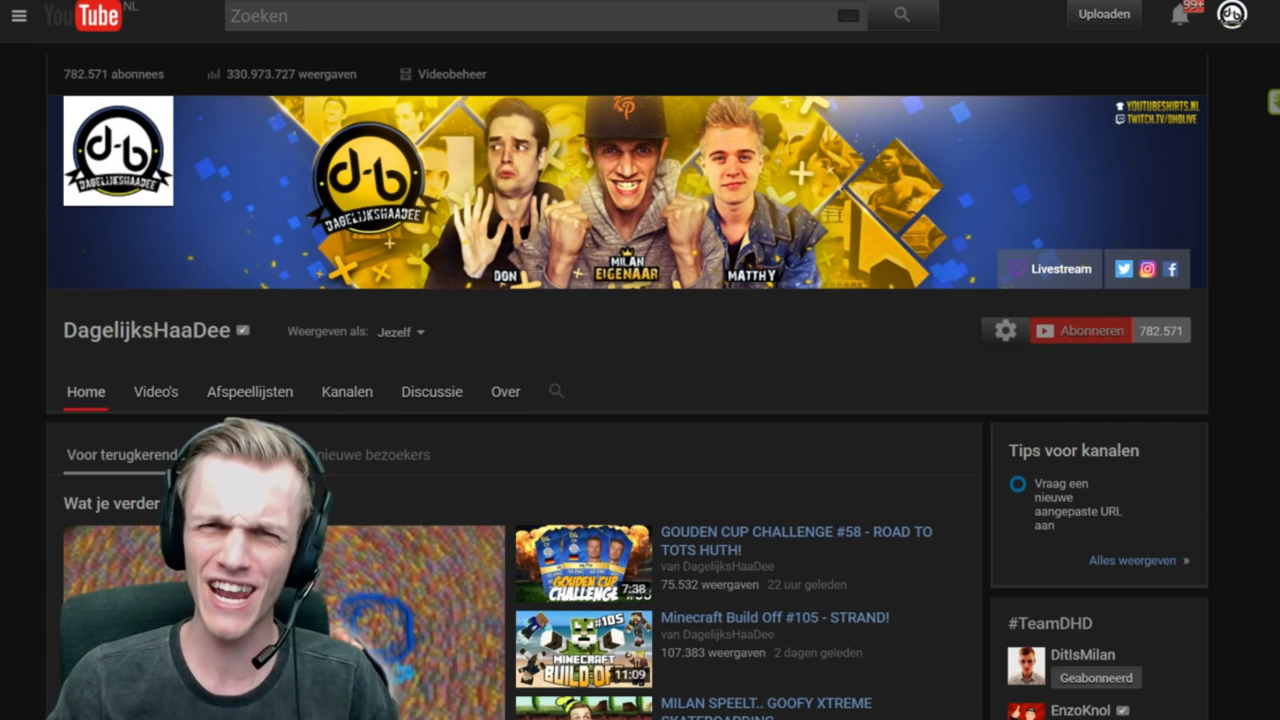 YouTube NL
Zoeken
Uploaden
99+
782.571 abonnees
330.973.727 weergaven
Videobeheer
d-b
DAGELIJKSHAADEE
d-b
DAGELIJKSHAADEE
DON
MILAN
EIGENAAR
MATTHY
YOUTUBESHIRTS.NL
TWITCH.TV/DHDLIVE
Livestream
DagelijksHaaDee
Weergeven als: Jezelf
Abonneren 782.571
Home Video's Afspeellijsten Kanalen Discussie Over
Voor terugkerend
nieuwe bezoekers
Wat je verder
GOUDEN CUP
CHALLENGE
7:38
GOUDEN CUP CHALLENGE #58 - ROAD TO
TOTS HUTH!
van DagelijksHaaDee
75.532 weergaven 22 uur geleden
#105
MINECRAFT
BUILD OFF
11:09
Minecraft Build Off #105 - STRAND!
van DagelijksHaaDee
107.383 weergaven 2 dagen geleden
MILAN SPEELT.. GOOFY XTREME
SKATEBOARDING
Tips voor kanalen
Vraag een
nieuwe
aangepaste URL
aan
Alles weergeven »
#TeamDHD
DitIsMilan
Geabonneerd
EnzoKnol